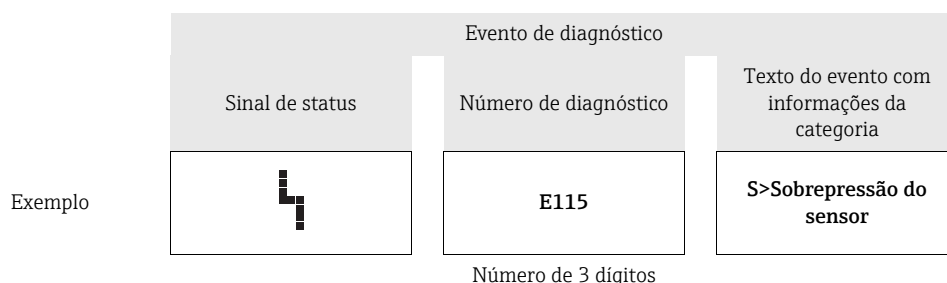 Evento de diagnóstico
Sinal de status
Número de diagnóstico
Texto do evento com
informações da
categoria
Exemplo
E115
S>Sobrepressão do
sensor
Número de 3 dígitos